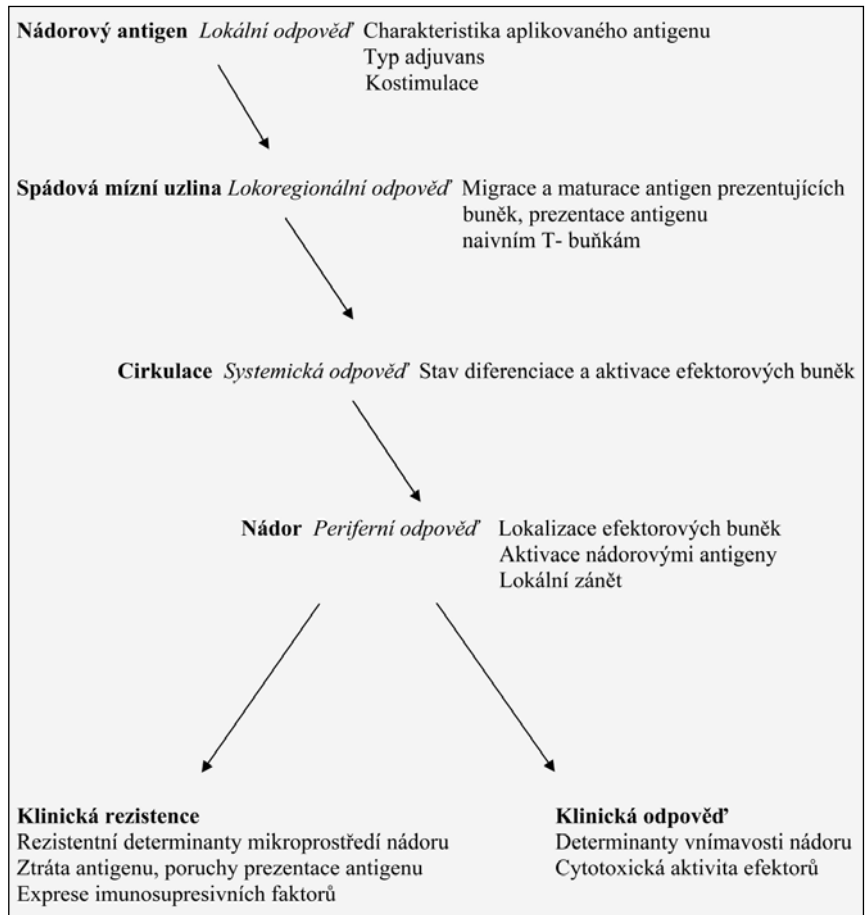 Nádorový antigen Lokální odpověď Charakteristika aplikovaného antigenu
Typ adjuvans
Kostimulace
Spádová mízní uzlina Lokoregionální odpověď Migrace a maturace antigen prezentujících
buněk, prezentace antigenu
naivním T- buňkám
Cirkulace Systemická odpověď Stav diferenciace a aktivace efektorových buněk
Nádor Periferní odpověď Lokalizace efektorových buněk
Aktivace nádorovými antigeny
Lokální zánět
Klinická rezistence
Rezistentní determinanty mikroprostředí nádoru
Ztráta antigenu, poruchy prezentace antigenu
Exprese imunosupresivních faktorů
Klinická odpověď
Determinanty vnímavosti nádoru
Cytotoxická aktivita efektorů